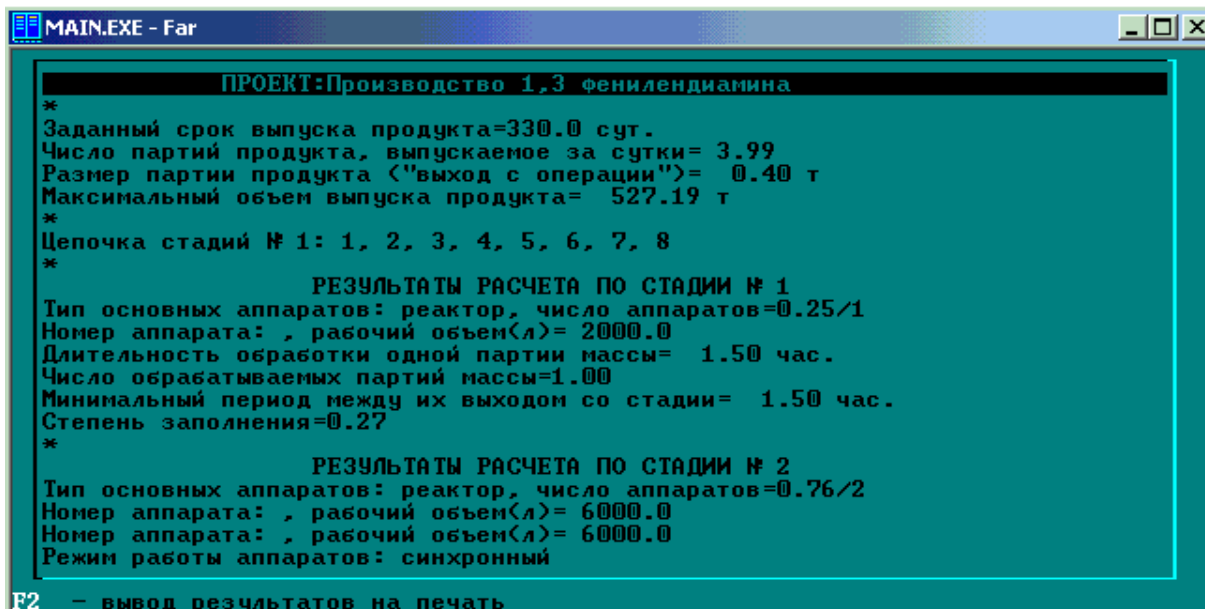 MAIN.EXE - Far
ПРОЕКТ:Производство 1,3 фенилендиамина
*
Заданный срок выпуска продукта=330.0 сут.
Число партий продукта, выпускаемое за сутки= 3.99
Размер партии продукта ("выход с операции")= 0.40 т
Максимальный объем выпуска продукта= 527.19 т
*
Цепочка стадий № 1: 1, 2, 3, 4, 5, 6, 7, 8
*
РЕЗУЛЬТАТЫ РАСЧЕТА ПО СТАДИИ № 1
Тип основных аппаратов: реактор, число аппаратов=0.25/1
Номер аппарата: , рабочий объем(л)= 2000.0
Длительность обработки одной партии массы= 1.50 час.
Число обрабатываемых партий массы=1.00
Минимальный период между их выходом со стадии= 1.50 час.
Степень заполнения=0.27
*
РЕЗУЛЬТАТЫ РАСЧЕТА ПО СТАДИИ № 2
Тип основных аппаратов: реактор, число аппаратов=0.76/2
Номер аппарата: , рабочий объем(л)= 6000.0
Номер аппарата: , рабочий объем(л)= 6000.0
Режим работы аппаратов: синхронный
F2 - вывод результатов на печать